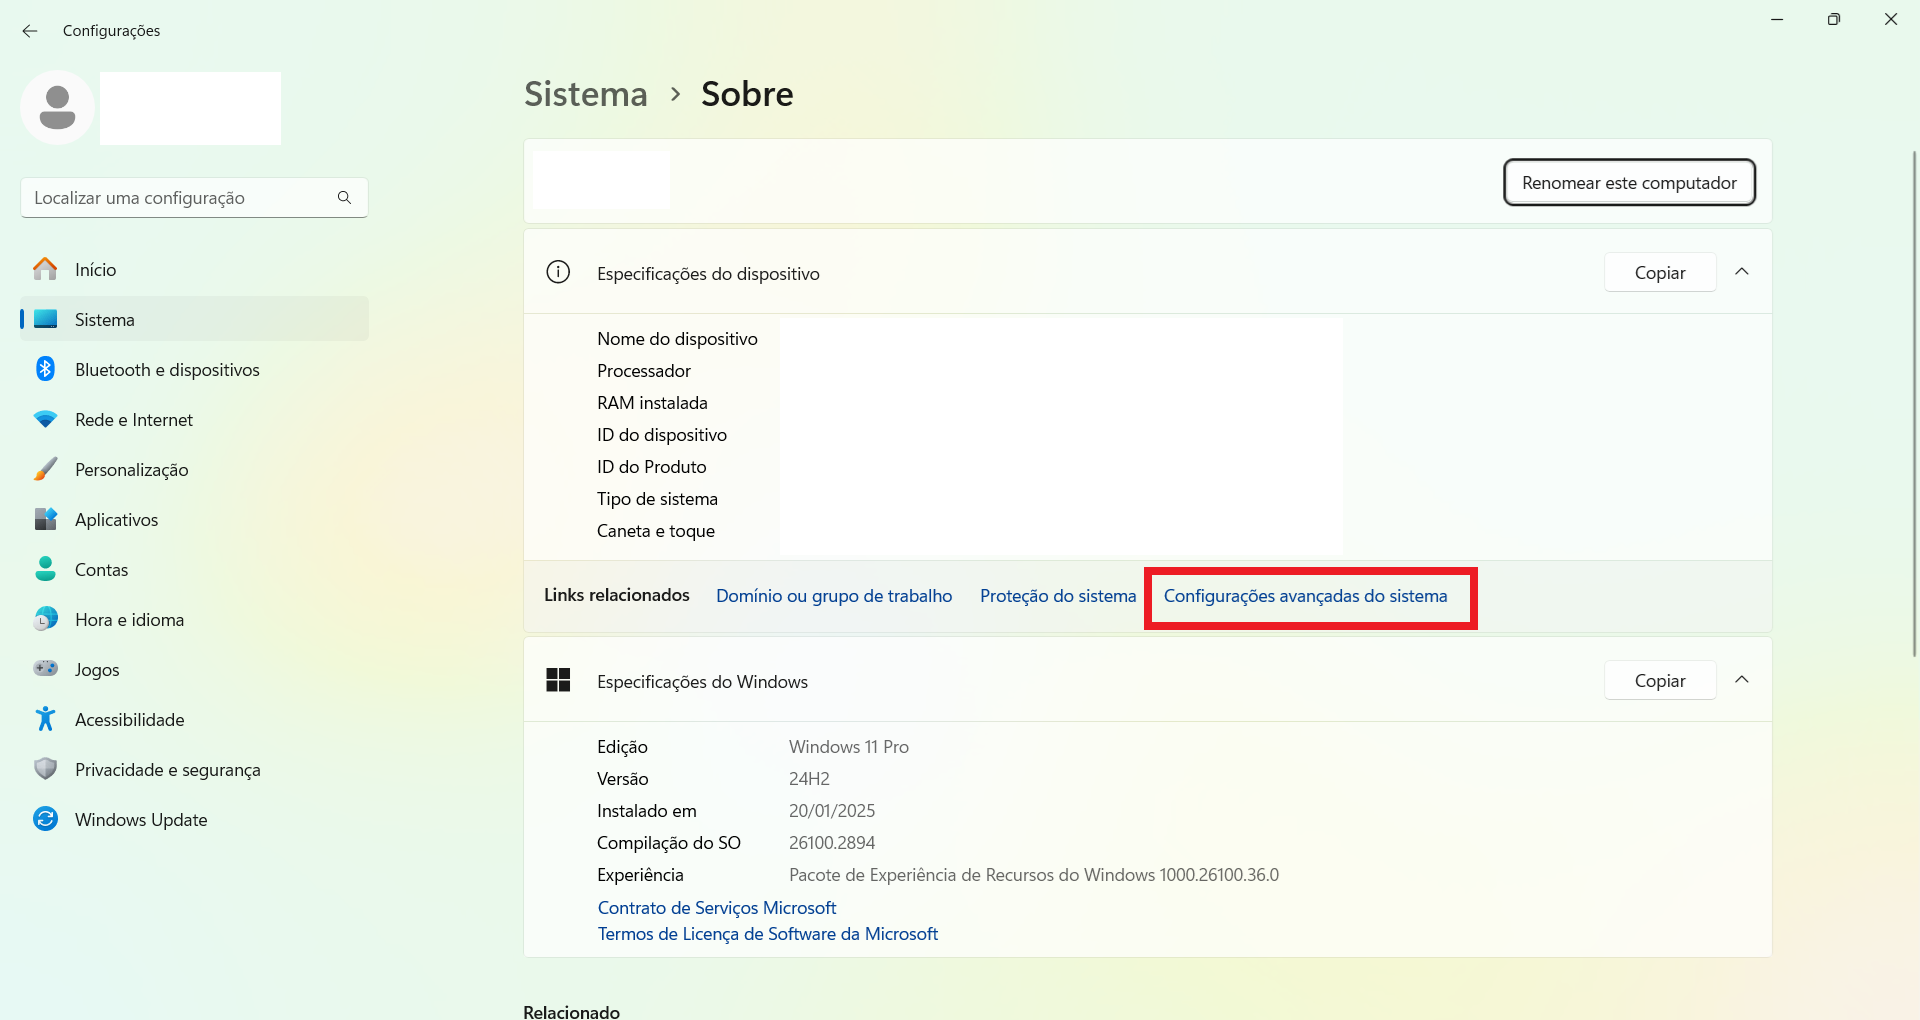 Configurações
Localizar uma configuração
Início
Sistema
Bluetooth e dispositivos
Rede e Internet
Personalização
Aplicativos
Contas
Hora e idioma
Jogos
Acessibilidade
Privacidade e segurança
Windows Update
Sistema > Sobre
Renomear este computador
Especificações do dispositivo
Copiar
Nome do dispositivo
Processador
RAM instalada
ID do dispositivo
ID do Produto
Tipo de sistema
Caneta e toque
Links relacionados Domínio ou grupo de trabalho Proteção do sistema Configurações avançadas do sistema
Especificações do Windows
Copiar
Edição Windows 11 Pro
Versão 24H2
Instalado em 20/01/2025
Compilação do SO 26100.2894
Experiência Pacote de Experiência de Recursos do Windows 1000.26100.36.0
Contrato de Serviços Microsoft
Termos de Licença de Software da Microsoft
Relacionado